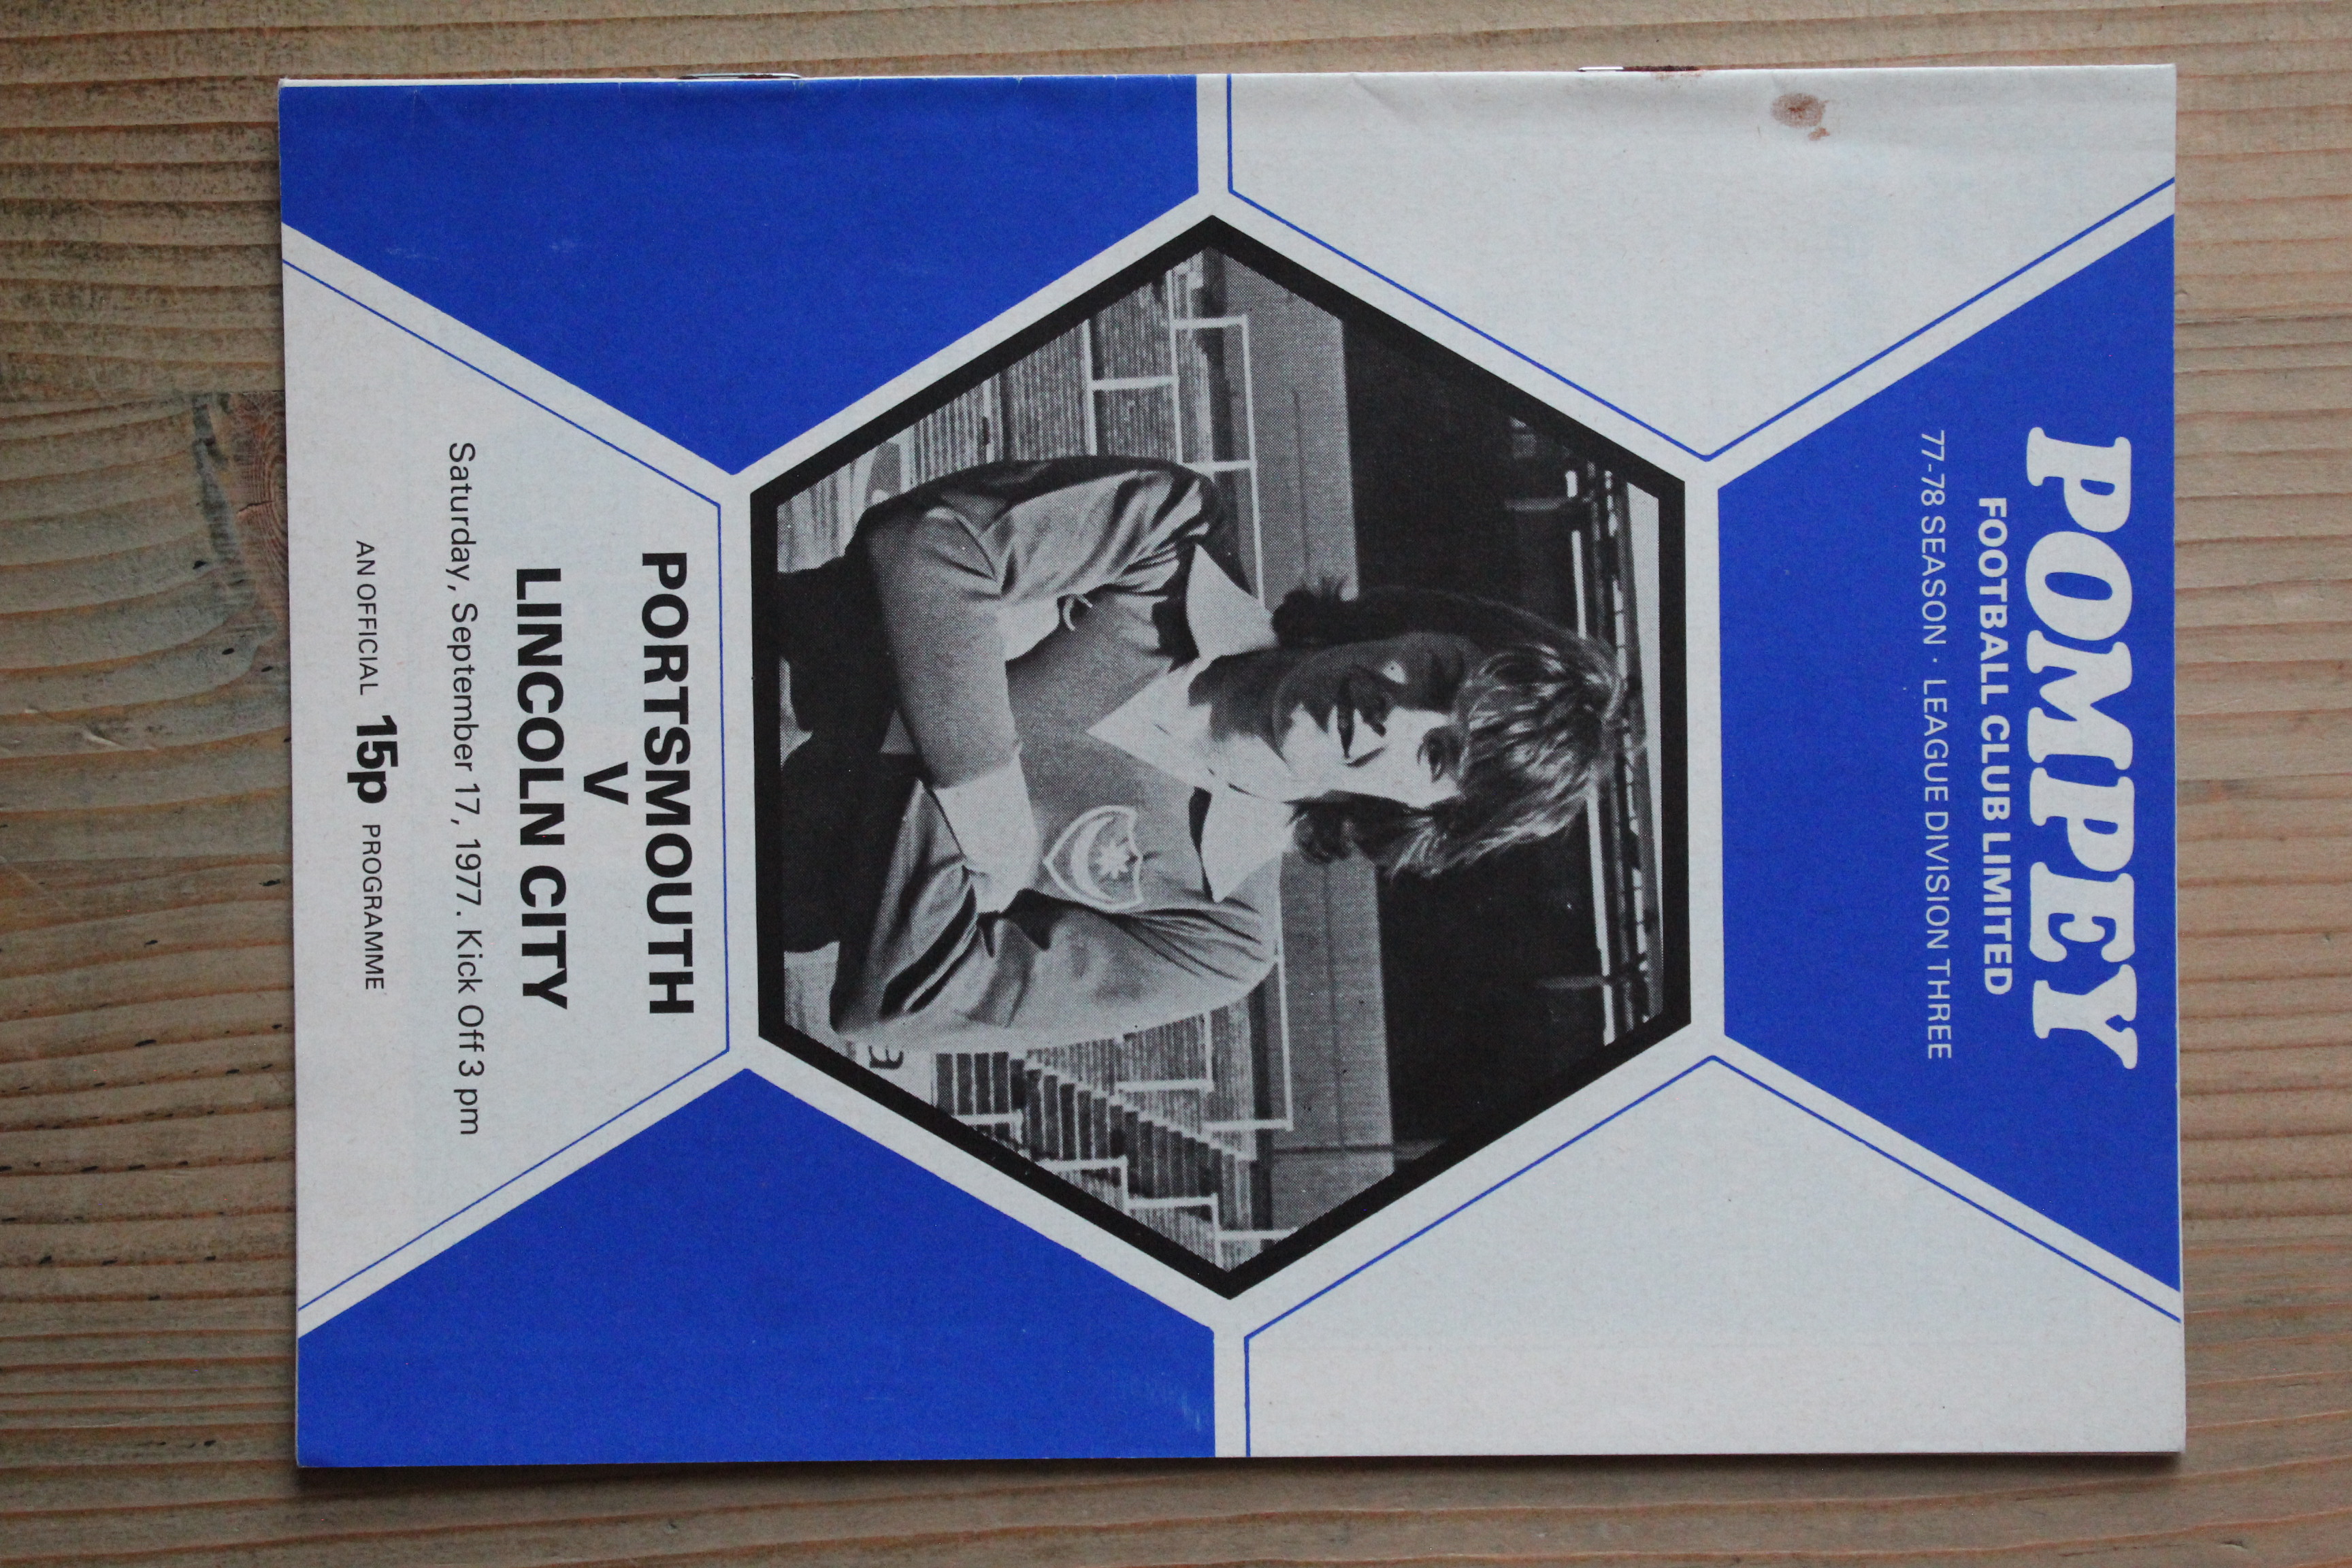 POMPEY
FOOTBALL CLUB LIMITED
77-78 SEASON · LEAGUE DIVISION THREE
PORTSMOUTH
V
LINCOLN CITY
Saturday, September 17, 1977. Kick Off 3 pm
AN OFFICIAL 15p PROGRAMME